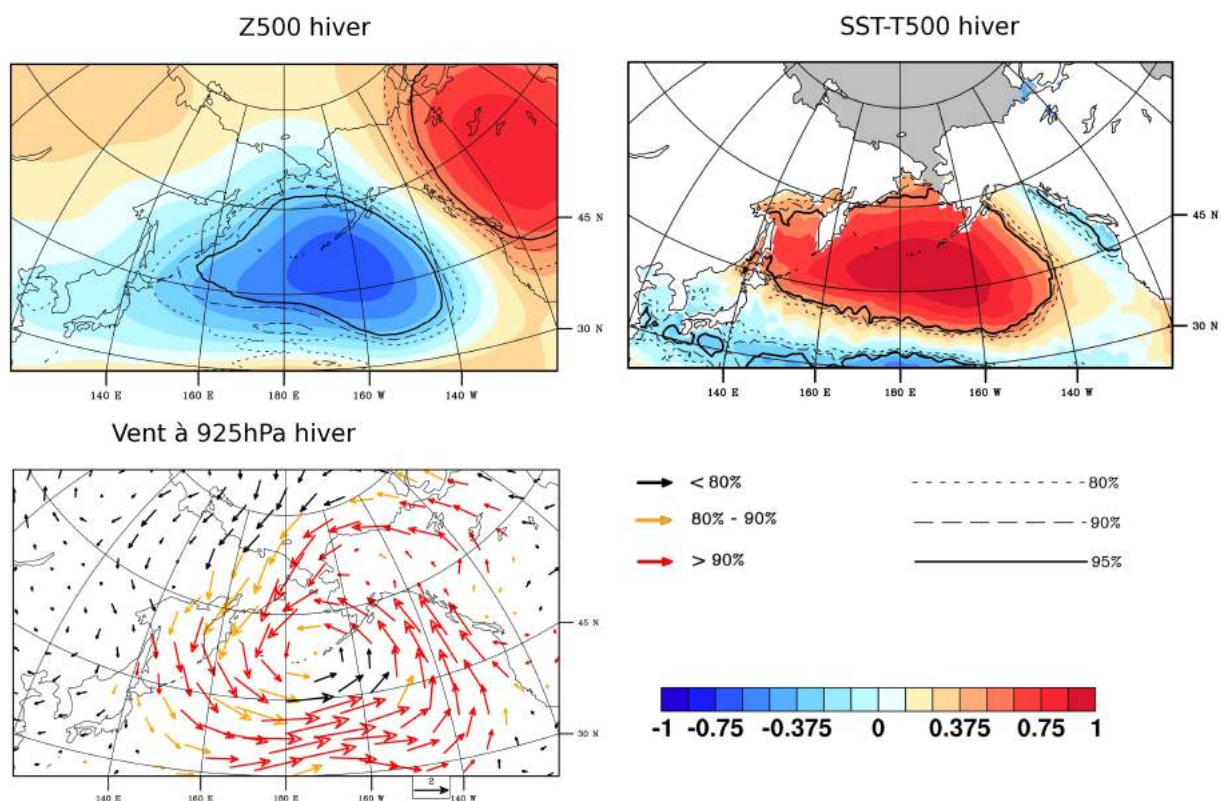 Z500 hiver
SST-T500 hiver
45 N
30 N
140 E
160 E
180 W
160 W
140 W
45 N
30 N
140 E
160 E
180 W
160 W
140 W
Vent à 925hPa hiver
< 80%
80% - 90%
> 90%
80%
90%
95%
45 N
30 N
140 E
160 E
180 W
160 W
2
140 W
-1 -0.75 -0.375 0 0.375 0.75 1